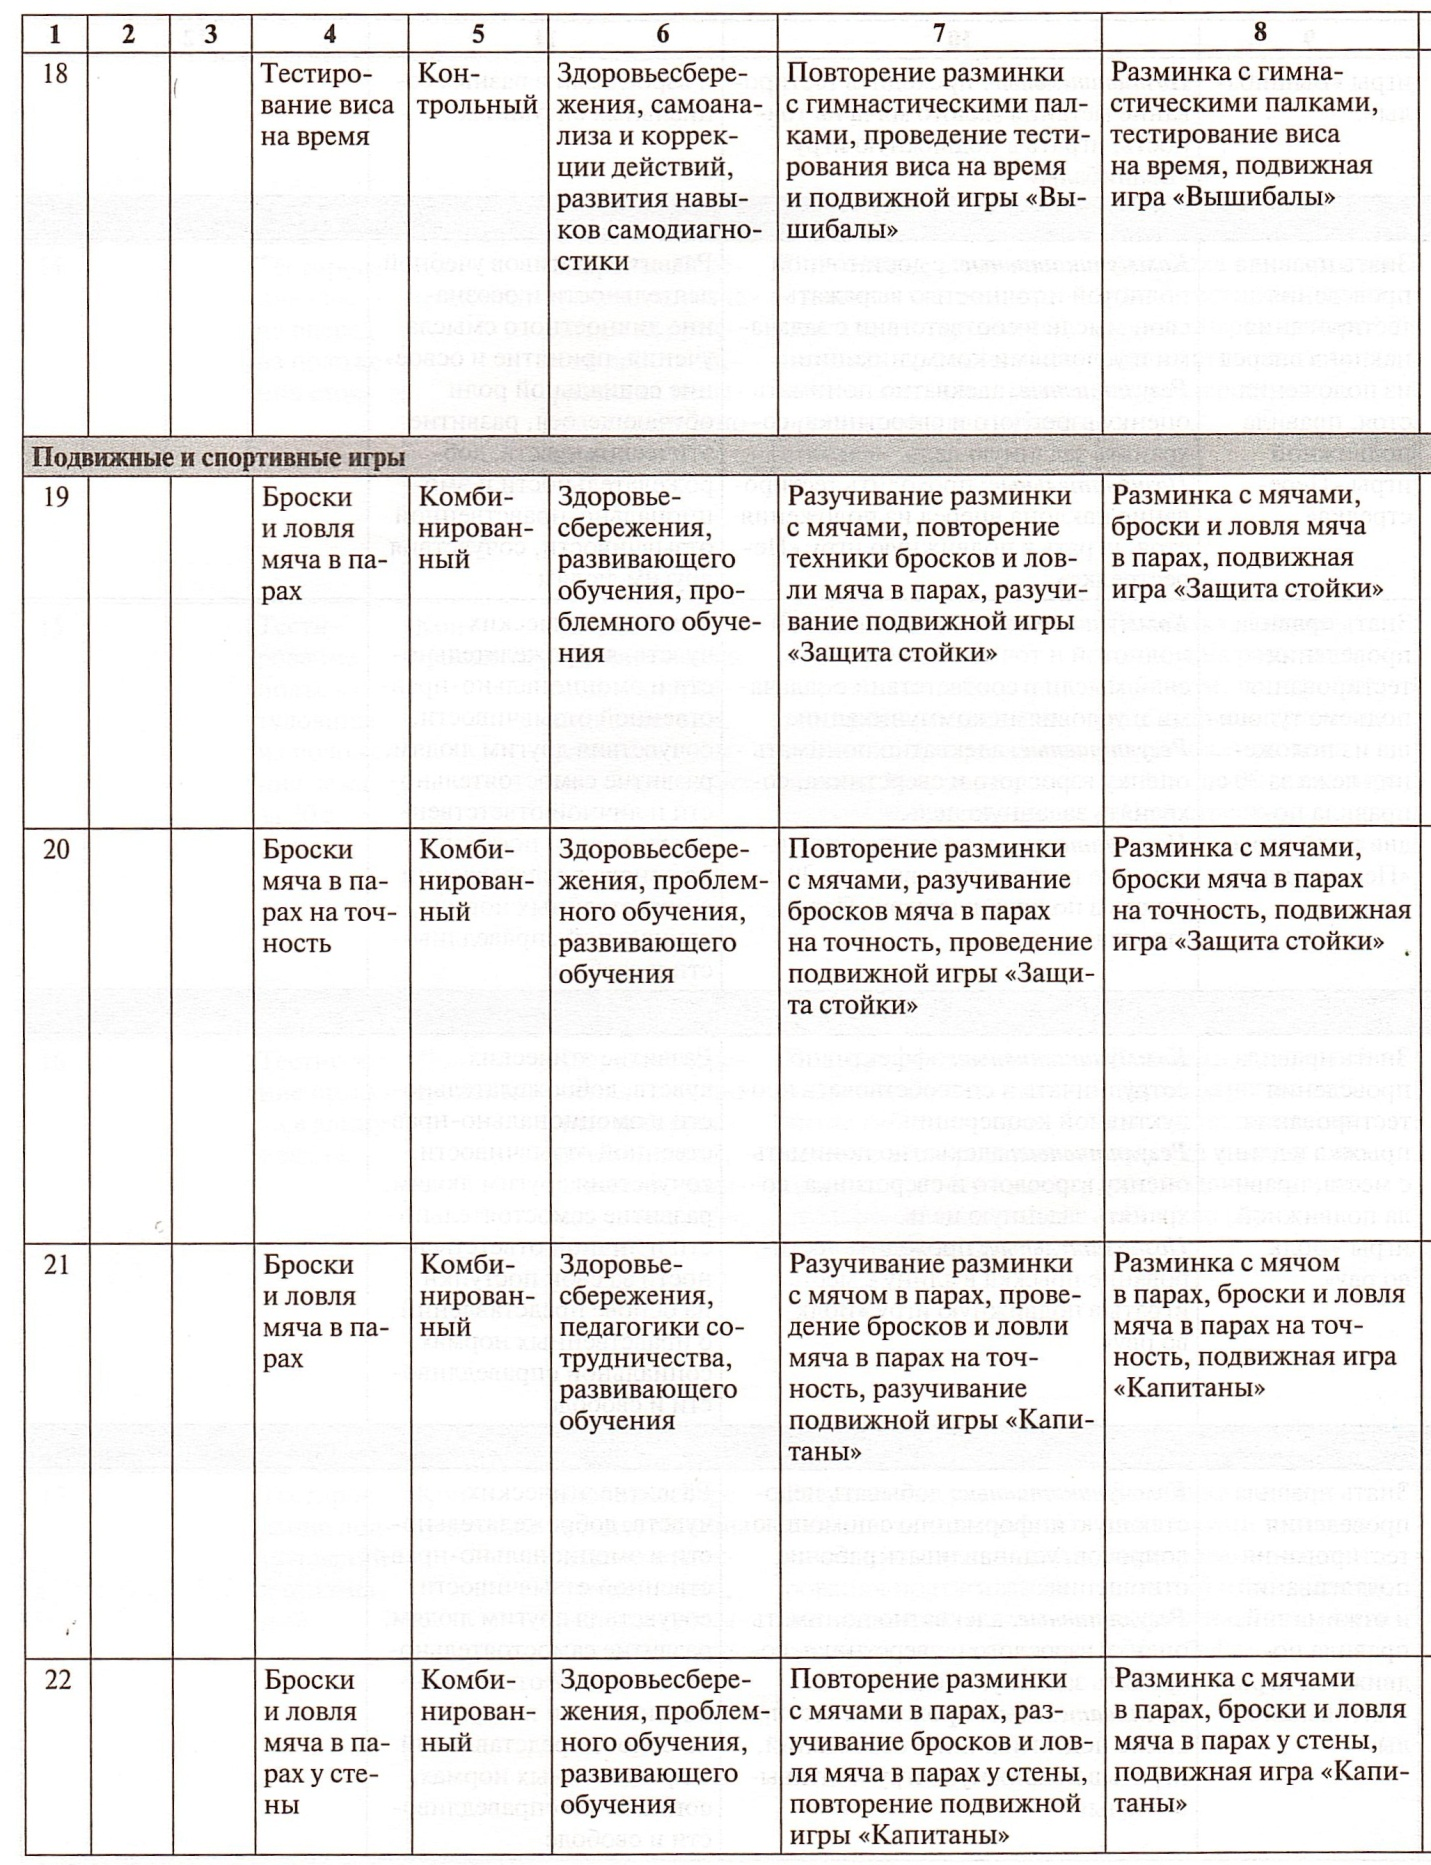 1 2 3 4 5 6 7 8
18
Тестиро-
вание виса
на время
Кон-
трольный
Здоровьесбере-
жения, самоана-
лиза и коррек-
ции действий,
развития навы-
ков самодиагно-
стики
Повторение разминки
с гимнастическими пал-
ками, проведение тести-
рования виса на время
и подвижной игры «Вы-
шибалы»
Разминка с гимна-
стическими палками,
тестирование виса
на время, подвижная
игра «Вышибалы»
Подвижные и спортивные игры
19
Броски
и ловля
мяча в па-
рах
Комби-
нирован-
ный
Здоровье-
сбережения,
развивающего
обучения, про-
блемного обуче-
ния
Разучивание разминки
с мячами, повторение
техники бросков и лов-
ли мяча в парах, разучи-
вание подвижной игры
«Защита стойки»
Разминка с мячами,
броски и ловля мяча
в парах, подвижная
игра «Защита стойки»
20
Броски
мяча в па-
рах на точ-
ность
Комби-
нирован-
ный
Здоровьесбере-
жения, проблем-
ного обучения,
развивающего
обучения
Повторение разминки
с мячами, разучивание
бросков мяча в парах
на точность, проведение
подвижной игры «Защи-
та стойки»
Разминка с мячами,
броски мяча в парах
на точность, подвижная
игра «Защита стойки»
21
Броски
и ловля
мяча в па-
рах
Комби-
нирован-
ный
Здоровье-
сбережения,
педагогики со-
трудничества,
развивающего
обучения
Разучивание разминки
с мячом в парах, прове-
дение бросков и ловли
мяча в парах на точ-
ность, разучивание
подвижной игры «Капи-
таны»
Разминка с мячом
в парах, броски и ловля
мяча в парах на точ-
ность, подвижная игра
«Капитаны»
22
Броски
и ловля
мяча в па-
рах у сте-
ны
Комби-
нирован-
ный
Здоровьесбере-
жения, проблем-
ного обучения,
развивающего
обучения
Повторение разминки
с мячами в парах, раз-
учивание бросков и лов-
ля мяча в парах у стены,
повторение подвижной
игры «Капитаны»
Разминка с мячами
в парах, броски и ловля
мяча в парах у стены,
подвижная игра «Капи-
таны»